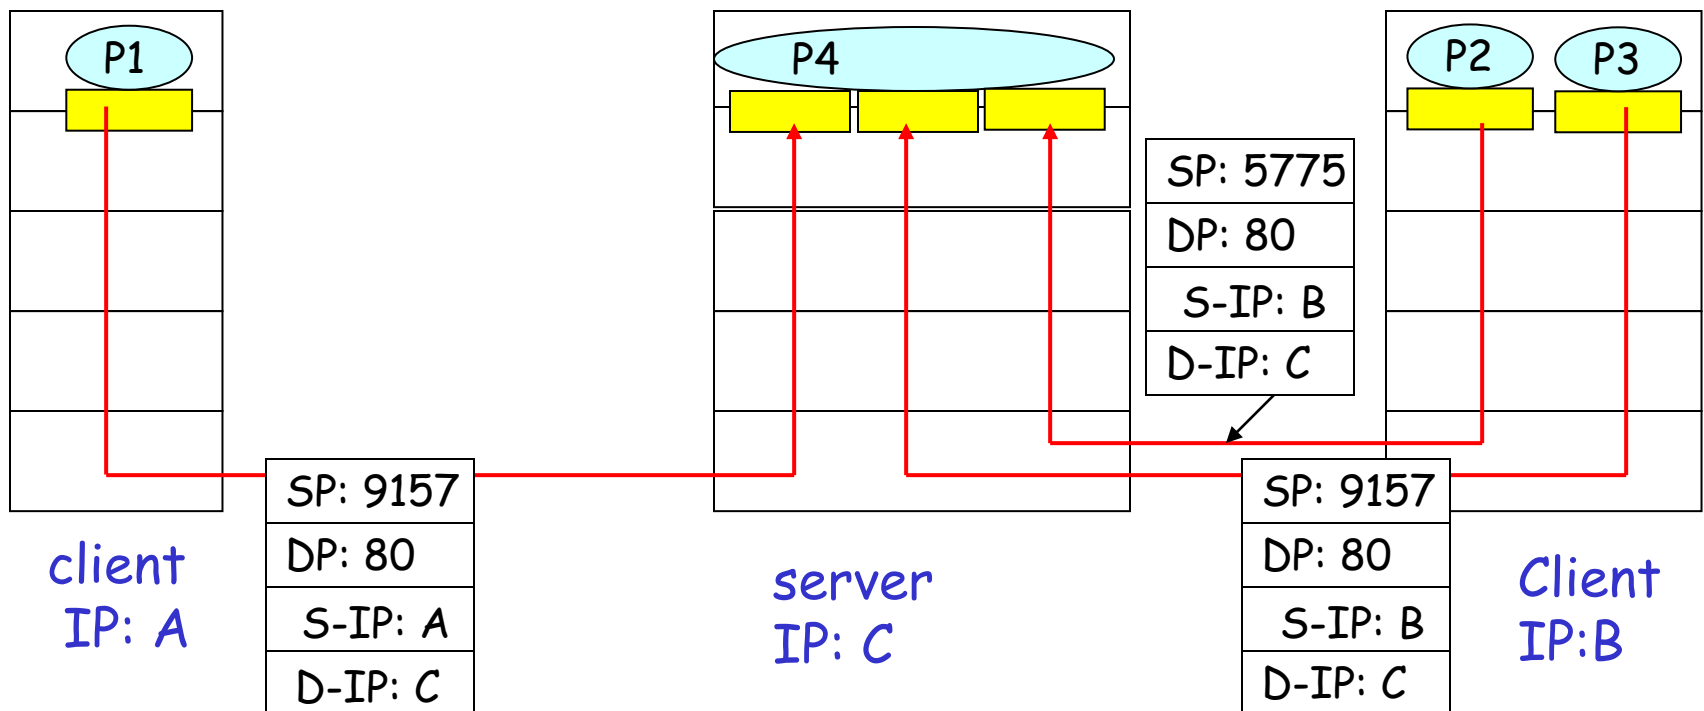 P1
P4
P2
P3
SP: 5775
DP: 80
S-IP: B
D-IP: C
SP: 9157
DP: 80
S-IP: A
D-IP: C
SP: 9157
DP: 80
S-IP: B
D-IP: C
client
IP: A
server
IP: C
Client
IP:B